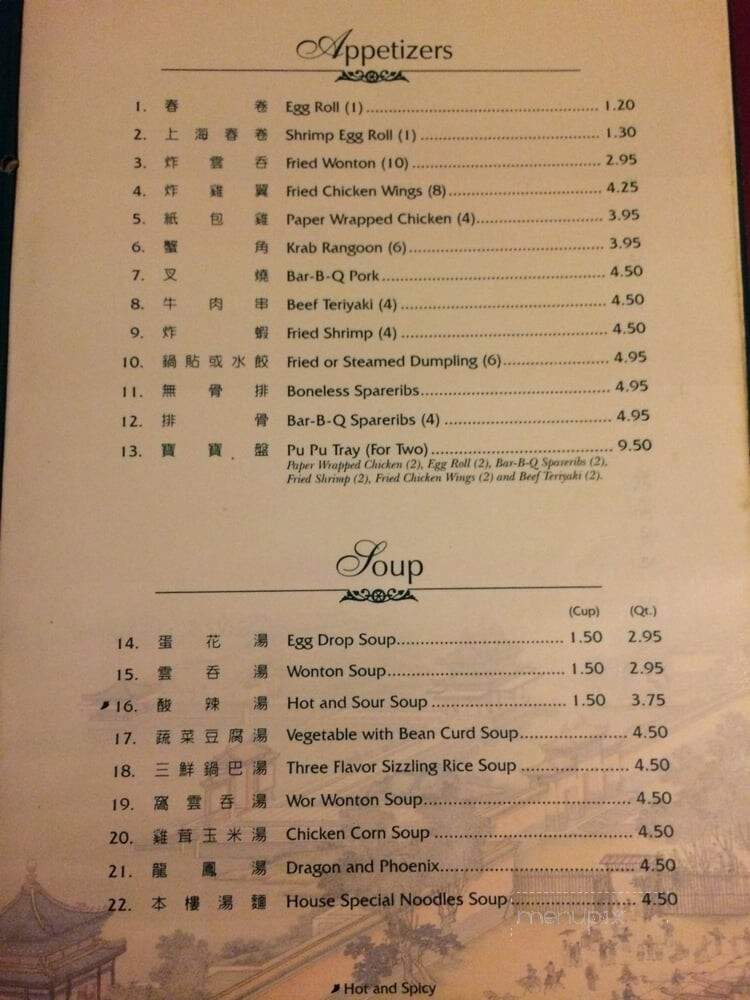 Appetizers
1. 春 卷 Egg Roll (1) 1.20
2. 上海春卷 Shrimp Egg Roll (1) 1.30
3. 炸雲吞 Fried Wonton (10) 2.95
4. 炸雞翼 Fried Chicken Wings (8) 4.25
5. 紙包雞 Paper Wrapped Chicken (4) 3.95
6. 蟹角 Krab Rangoon (6) 3.95
7. 叉燒 Bar-B-Q Pork 4.50
8. 牛肉串 Beef Teriyaki (4) 4.50
9. 炸蝦 Fried Shrimp (4) 4.50
10. 鍋貼或水餃 Fried or Steamed Dumpling (6) 4.95
11. 無骨排 Boneless Spareribs 4.95
12. 排骨 Bar-B-Q Spareribs (4) 4.95
13. 寶寶盤 Pu Pu Tray (For Two) 9.50
Paper Wrapped Chicken (2), Egg Roll (2), Bar-B-Q Spareribs (2),
Fried Shrimp (2), Fried Chicken Wings (2) and Beef Teriyaki (2).
Soup
(Cup) (Qt.)
14. 蛋花湯 Egg Drop Soup 1.50 2.95
15. 雲吞湯 Wonton Soup 1.50 2.95
16. 酸辣湯 Hot and Sour Soup 1.50 3.75
17. 蔬菜豆腐湯 Vegetable with Bean Curd Soup 4.50
18. 三鮮鍋巴湯 Three Flavor Sizzling Rice Soup 4.50
19. 窩雲吞湯 Wor Wonton Soup 4.50
20. 雞茸玉米湯 Chicken Corn Soup 4.50
21. 龍鳳湯 Dragon and Phoenix 4.50
22. 本樓湯麵 House Special Noodles Soup 4.50
menupix
Hot and Spicy